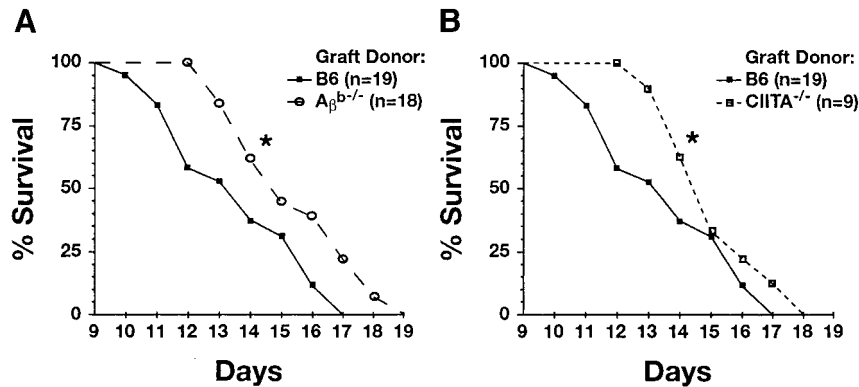 A
Graft Donor:
B6 (n=19)
Aβb-/- (n=18)
100
75
50
25
0
% Survival
*
9 10 11 12 13 14 15 16 17 18 19
Days
B
Graft Donor:
B6 (n=19)
CIITA-/- (n=9)
100
75
50
25
0
% Survival
*
9 10 11 12 13 14 15 16 17 18 19
Days